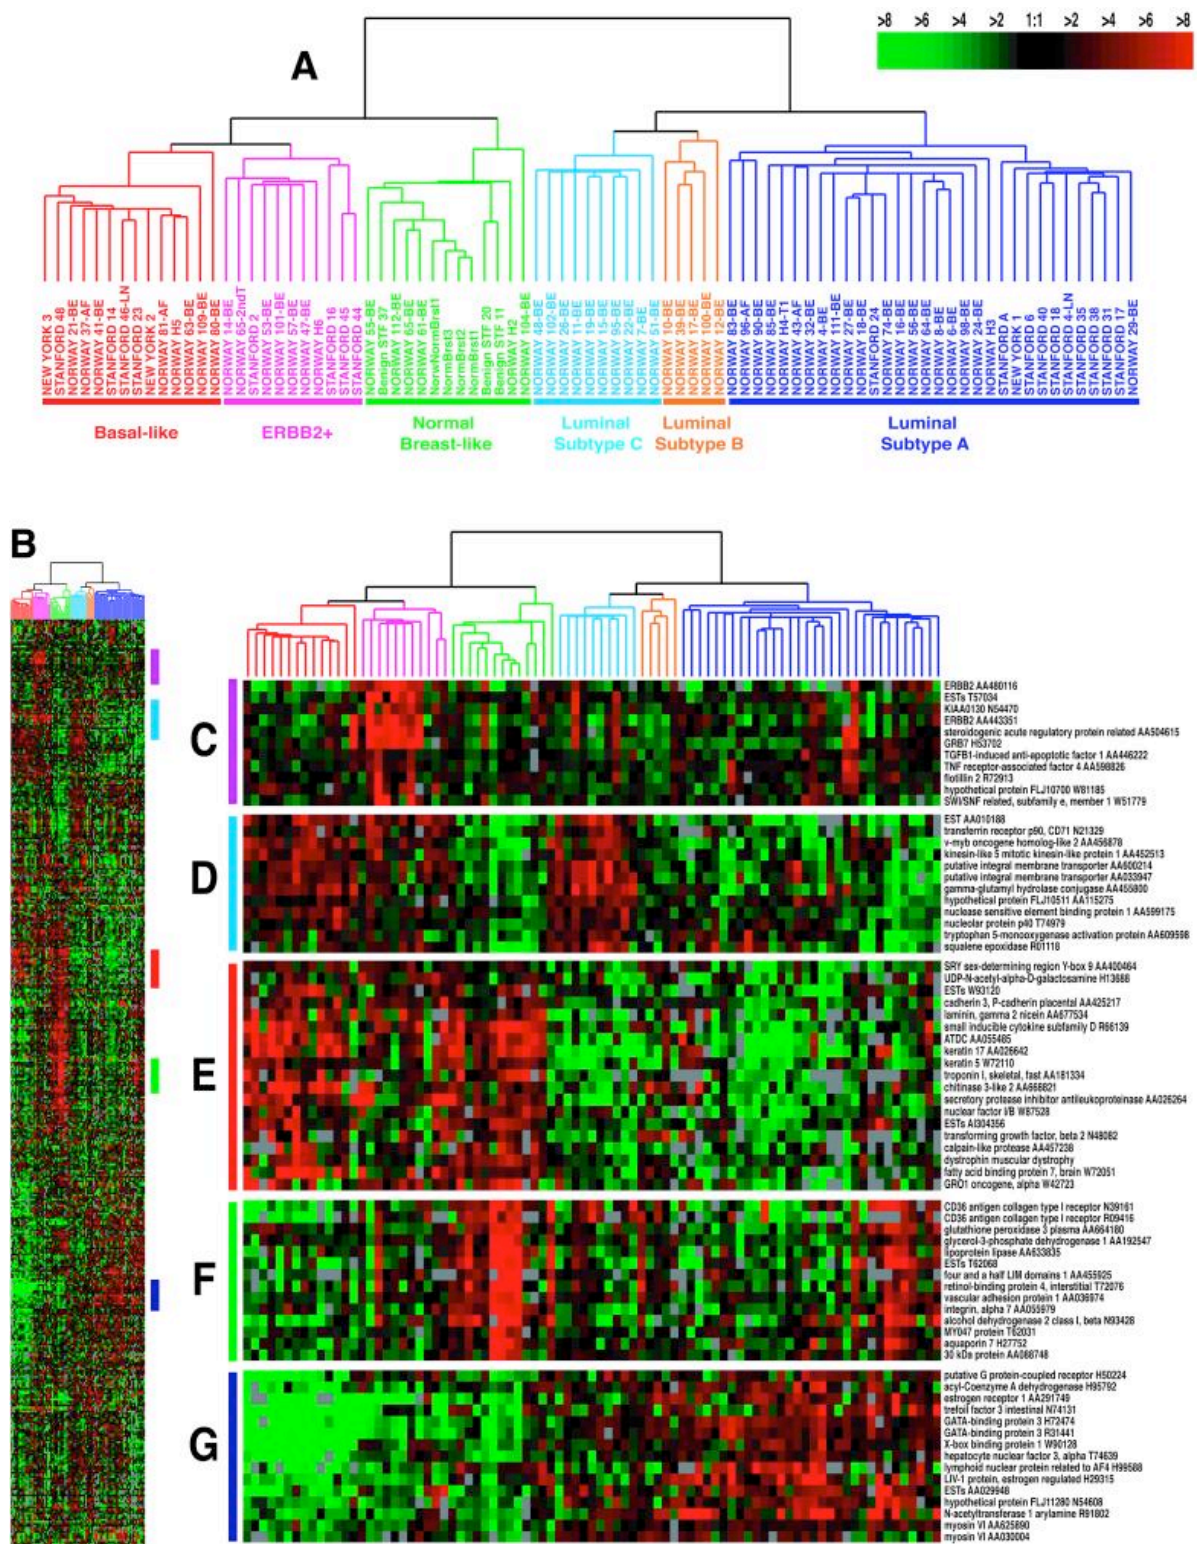 >8 >6 >4 >2 1:1 >2 >4 >6 >8
A
NEW YORK 3
STANFORD 48
NORWAY 21-BE
NORWAY 37-AF
NORWAY 41-BE
STANFORD 14
STANFORD 46-LN
STANFORD 23
NEW YORK 2
NORWAY 81-AF
NORWAY H5
NORWAY 63-BE
NORWAY 109-BE
NORWAY 80-BE
NORWAY 14-BE
NORWAY 65-2ndT
STANFORD 2
NORWAY 53-BE
NORWAY 101-BE
NORWAY 57-BE
NORWAY 47-BE
NORWAY H6
STANFORD 16
STANFORD 45
STANFORD 44
NORWAY 55-BE
Benign STF 37
NORWAY 112-BE
NORWAY 65-BE
NORWAY 61-BE
NorwNormBrst1
NormBrst2
NormBrst3
NormBrst1
Benign STF 20
Benign STF 11
NORWAY H2
NORWAY 104-BE
NORWAY 48-BE
NORWAY 102-BE
NORWAY 26-BE
NORWAY 11-BE
NORWAY 19-BE
NORWAY 15-BE
NORWAY 95-BE
NORWAY 22-BE
NORWAY 7-BE
NORWAY 51-BE
NORWAY 10-BE
NORWAY 39-BE
NORWAY 17-BE
NORWAY 100-BE
NORWAY 12-BE
NORWAY 83-BE
NORWAY 96-AF
NORWAY 90-BE
NORWAY H4-T1
NORWAY 43-AF
NORWAY 32-BE
NORWAY 4-BE
NORWAY 111-BE
NORWAY 27-BE
NORWAY 18-BE
STANFORD 24
NORWAY 74-BE
NORWAY 16-BE
NORWAY 56-BE
NORWAY 64-BE
NORWAY 8-BE
NORWAY 6-BE
NORWAY 98-BE
NORWAY 24-BE
NORWAY H3
STANFORD A
NEW YORK 1
STANFORD 6
STANFORD 40
STANFORD 18
STANFORD 4-LN
STANFORD 35
STANFORD 38
STANFORD 31
STANFORD 17
NORWAY 29-BE
Basal-like
ERBB2+
Normal
Breast-like
Luminal
Subtype C
Luminal
Subtype B
Luminal
Subtype A
B
C
ERBB2 AA480116
ESTs T57034
KIAA0130 N54470
ERBB2 AA443351
steroidogenic acute regulatory protein related AA504615
GRB7 H53702
TGFB1-induced anti-apoptotic factor 1 AA446222
TNF receptor-associated factor 4 AA598826
flotillin 2 R72913
hypothetical protein FLJ10700 W81185
SWI/SNF related, subfamily e, member 1 W51779
D
EST AA010188
transferrin receptor p90, CD71 N21329
v-myb oncogene homolog-like 2 AA456878
kinesin-like 5 mitotic kinesin-like protein 1 AA452513
putative integral membrane transporter AA600214
putative integral membrane transporter AA033947
gamma-glutamyl hydrolase conjugase AA455800
hypothetical protein FLJ10511 AA115275
nuclease sensitive element binding protein 1 AA599175
nucleolar protein p40 T74979
tryptophan 5-monooxygenase activation protein AA609598
squalene epoxidase R01118
E
SRY sex-determining region Y-box 9 AA400464
UDP-N-acetyl-alpha-D-galactosamine H13688
ESTs W93120
cadherin 3, P-cadherin placental AA425217
laminin, gamma 2 nicein AA677534
small inducible cytokine subfamily D R66139
ATDC AA055485
keratin 17 AA026642
keratin 5 W72110
troponin I, skeletal, fast AA181334
chitinase 3-like 2 AA668821
secretory protease inhibitor antileukoproteinase AA026264
nuclear factor I/B W87528
ESTs AI304356
transforming growth factor, beta 2 N48082
calpain-like protease AA457238
dystrophin muscular dystrophy
fatty acid binding protein 7, brain W72051
GRO1 oncogene, alpha W42723
F
CD36 antigen collagen type I receptor N39161
CD36 antigen collagen type I receptor R09416
glutathione peroxidase 3 plasma AA664180
glycerol-3-phosphate dehydrogenase 1 AA192547
lipoprotein lipase AA633835
ESTs T62068
four and a half LIM domains 1 AA455925
retinol-binding protein 4, interstitial T72076
vascular adhesion protein 1 AA036974
integrin, alpha 7 AA055979
alcohol dehydrogenase 2 class I, beta N93428
MY047 protein T62031
aquaporin 7 H27752
30 kDa protein AA088748
G
putative G protein-coupled receptor H50224
acyl-Coenzyme A dehydrogenase H95792
estrogen receptor 1 AA291749
trefoil factor 3 intestinal N74131
GATA-binding protein 3 H72474
GATA-binding protein 3 R31441
X-box binding protein 1 W90128
hepatocyte nuclear factor 3, alpha T74639
lymphoid nuclear protein related to AF4 H99588
LIV-1 protein, estrogen regulated H29315
ESTs AA029948
hypothetical protein FLJ11280 N54608
N-acetyltransferase 1 arylamine R91802
myosin VI AA625890
myosin VI AA030004